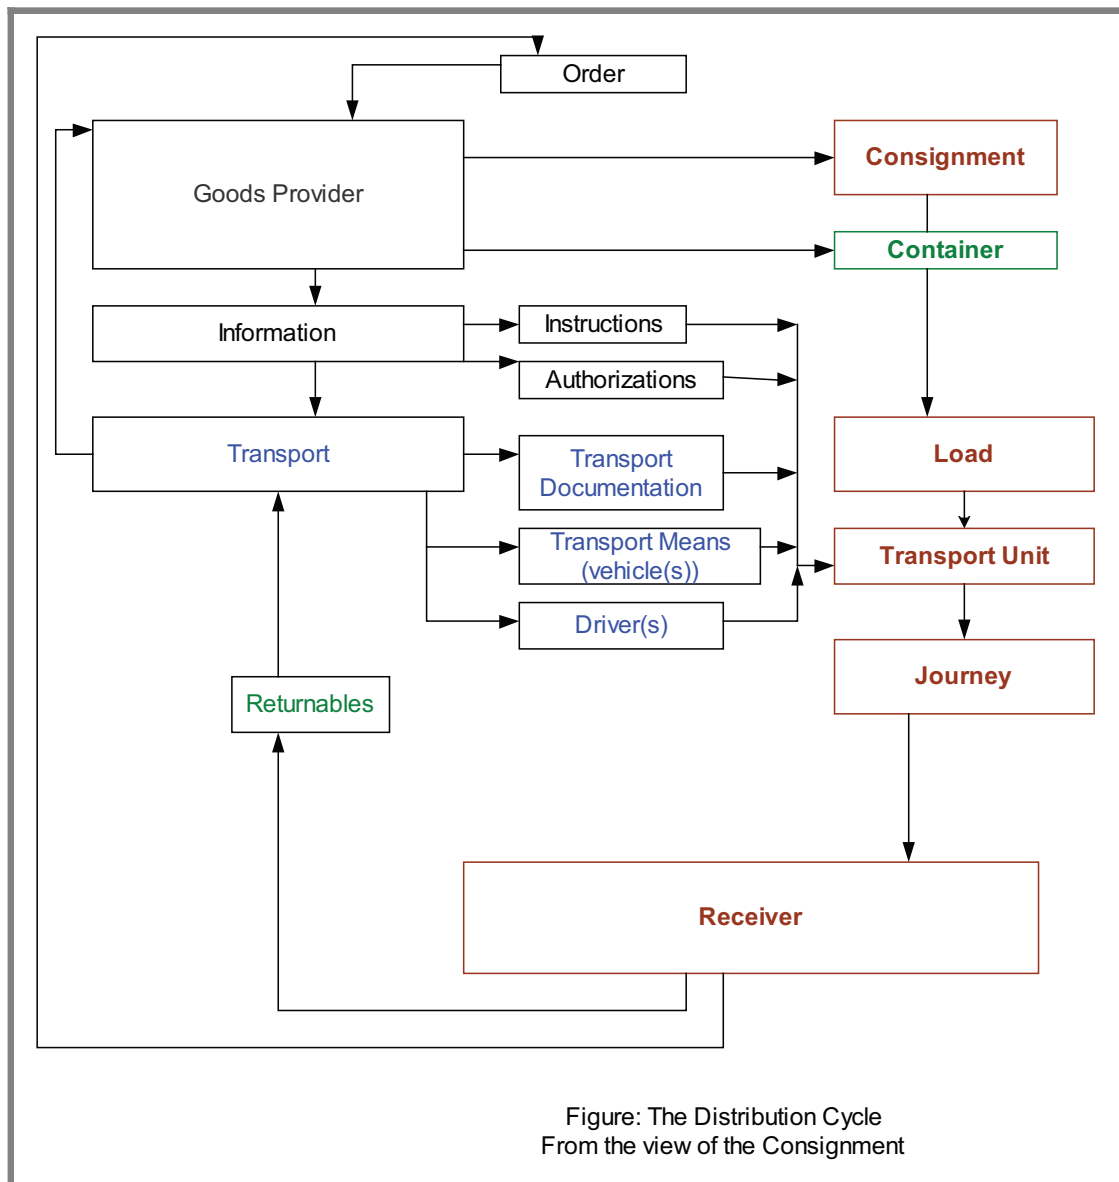 Order
Goods Provider
Consignment
Container
Information
Instructions
Authorizations
Transport
Transport
Documentation
Load
Transport Means
(vehicle(s))
Transport Unit
Driver(s)
Journey
Returnables
Receiver
Figure: The Distribution Cycle
From the view of the Consignment